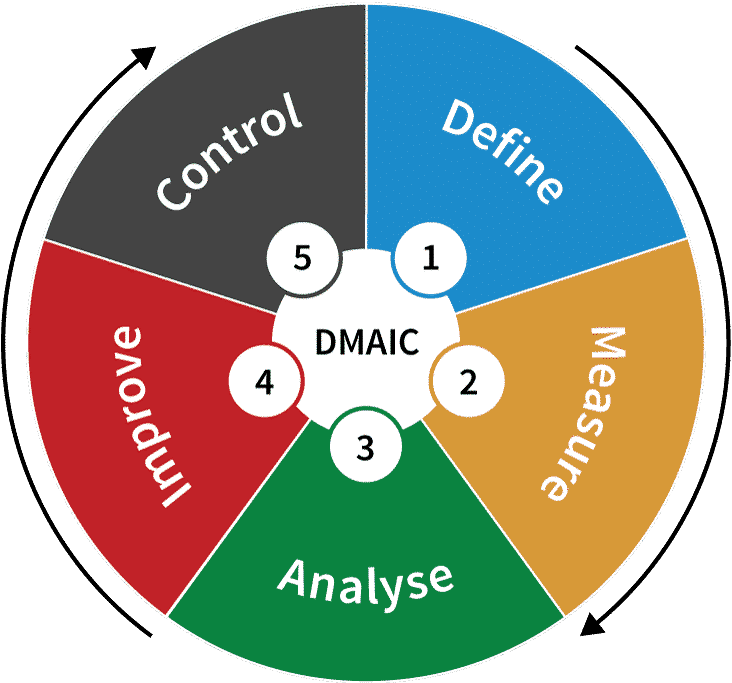 DMAIC
1
Define
2
Measure
3
Analyse
4
Improve
5
Control